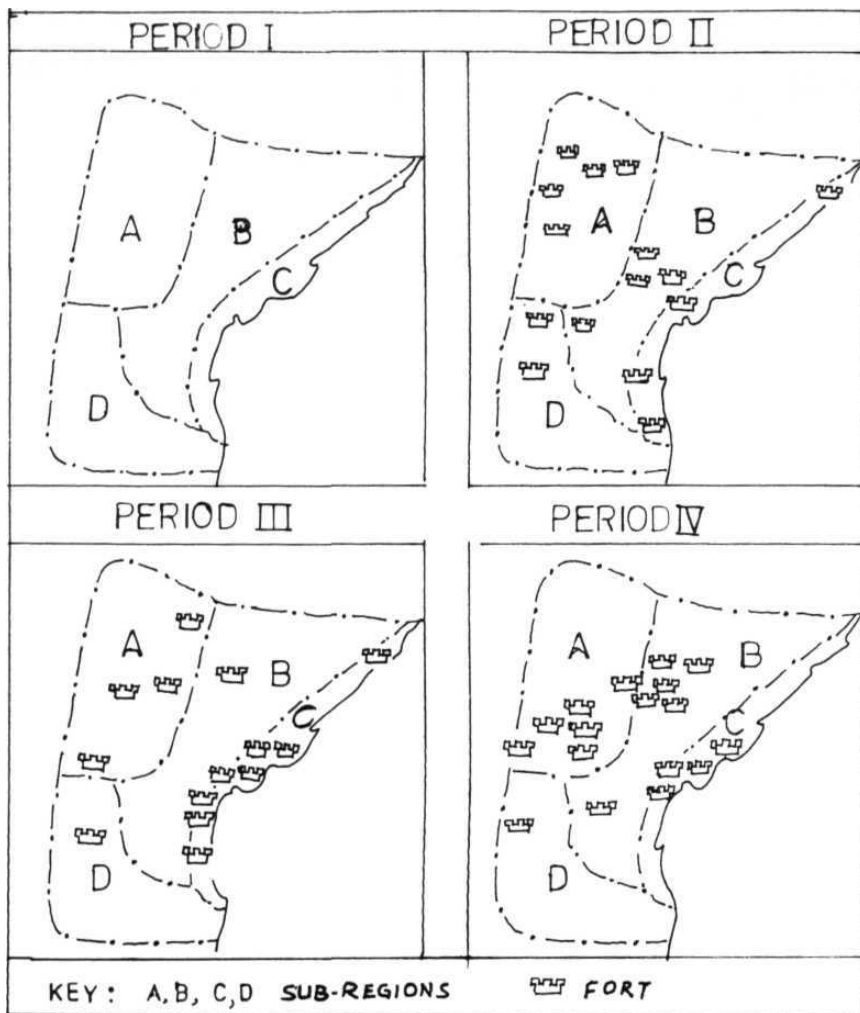 PERIOD I
PERIOD II
A
B
C
D
A
B
C
D
PERIOD III
PERIOD IV
A
B
C
D
A
B
C
D
KEY: A, B, C, D SUB-REGIONS FORT